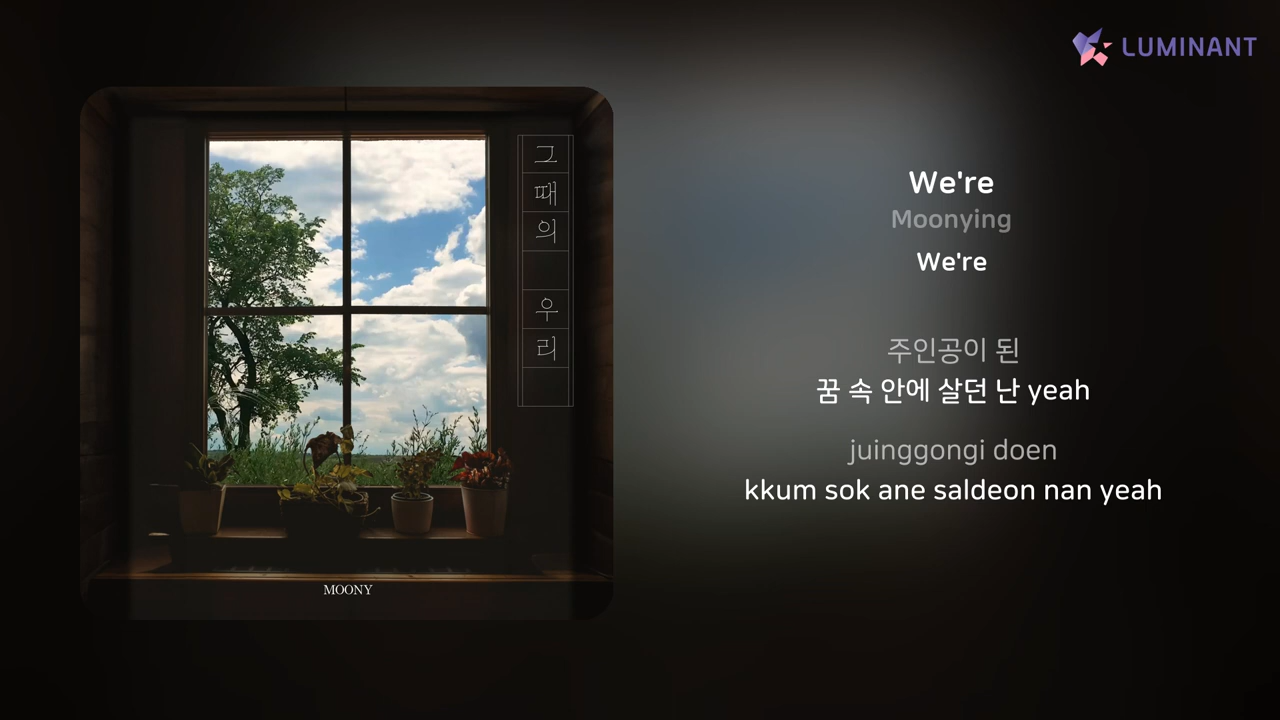 LUMINANT
그때의 우리
MOONY
We're
Moonying
We're
주인공이 된
꿈 속 안에 살던 난 yeah
juinggongi doen
kkum sok ane saldeon nan yeah